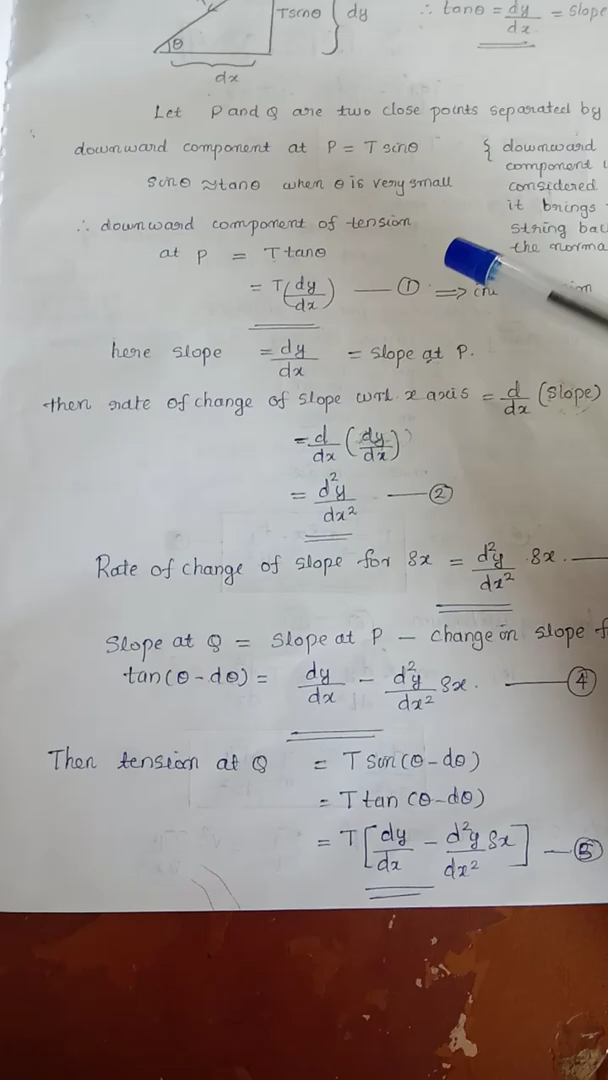 Tsinθ } dy ∴ tanθ = dy/dx = slope
θ
dx
Let P and Q are two close points separated by
downward component at P = T sinθ
{ downward
component
sinθ ≈ tanθ when θ is very small
considered
it brings
∴ downward component of tension
string
the
at P = T tanθ
= T(dy/dx) — ① ⇒
here slope = dy/dx = slope at P.
then rate of change of slope w.r.t x axis = d/dx (slope)
= d/dx (dy/dx)
= d²y/dx² — ②
Rate of change of slope for δx = d²y/dx² · δx. —
Slope at Q = slope at P – change in slope
tan(θ-dθ) = dy/dx – d²y/dx² δx. — ④
Then tension at Q = T sin(θ-dθ)
= T tan (θ-dθ)
= T[dy/dx – d²y/dx² δx] — ⑤